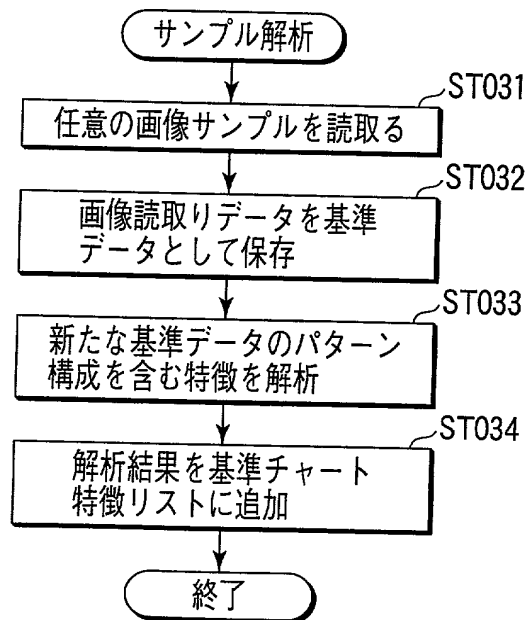 サンプル解析
ST031
任意の画像サンプルを読取る
ST032
画像読取りデータを基準
データとして保存
ST033
新たな基準データのパターン
構成を含む特徴を解析
ST034
解析結果を基準チャート
特徴リストに追加
終了